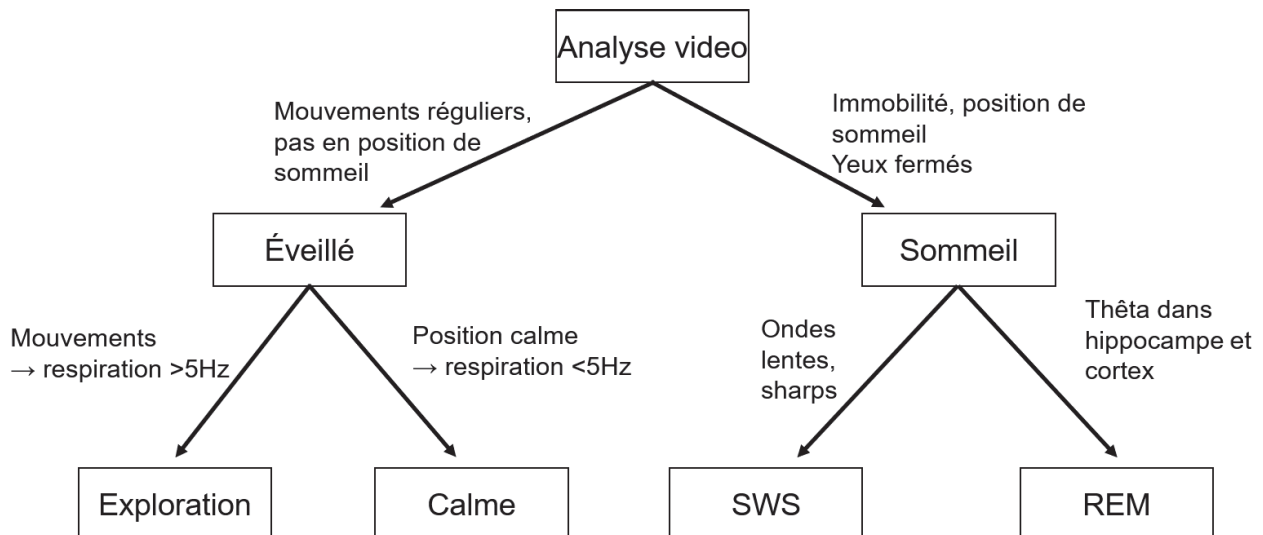 Analyse video
Mouvements réguliers,
pas en position de
sommeil
Immobilité, position de
sommeil
Yeux fermés
Éveillé
Sommeil
Mouvements
→ respiration >5Hz
Position calme
→ respiration <5Hz
Ondes
lentes,
sharps
Thêta dans
hippocampe et
cortex
Exploration
Calme
SWS
REM